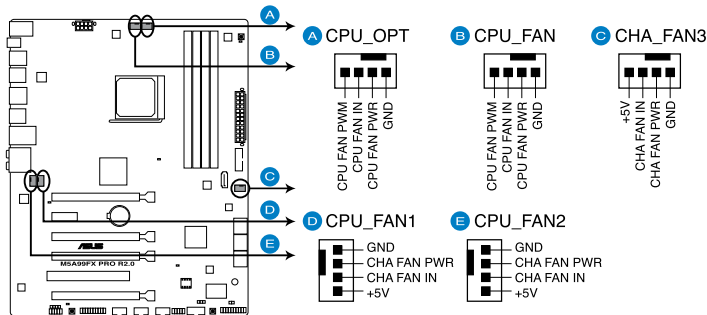 A
B
C
D
E
A CPU_OPT
CPU FAN PWM
CPU FAN IN
CPU FAN PWR
GND
B CPU_FAN
CPU FAN PWM
CPU FAN IN
CPU FAN PWR
GND
C CHA_FAN3
+5V
CHA FAN IN
CHA FAN PWR
GND
D CPU_FAN1
GND
CHA FAN PWR
CHA FAN IN
+5V
E CPU_FAN2
GND
CHA FAN PWR
CHA FAN IN
+5V
/ISUS
M5A99FX PRO R2.0